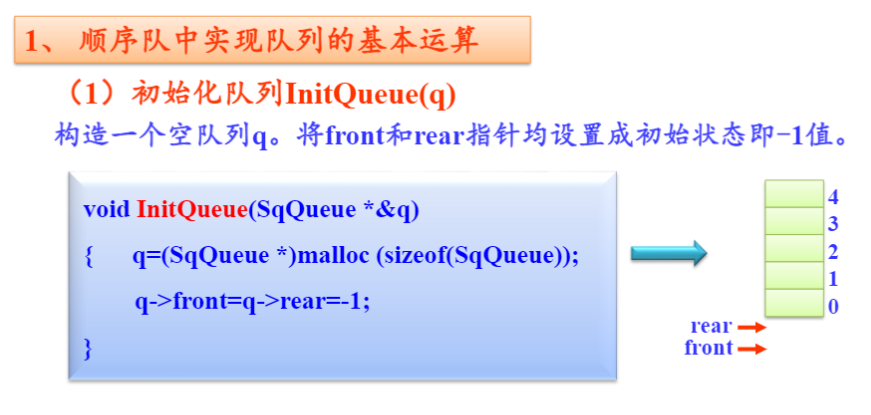 1、 顺序队中实现队列的基本运算
（1）初始化队列InitQueue(q)
构造一个空队列q。将front和rear指针均设置成初始状态即-1值。
void InitQueue(SqQueue *&q)
{ q=(SqQueue *)malloc (sizeof(SqQueue));
q->front=q->rear=-1;
}
4
3
2
1
0
rear
front